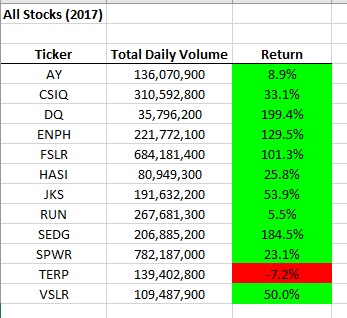 All Stocks (2017)
Ticker Total Daily Volume Return
AY 136,070,900 8.9%
CSIQ 310,592,800 33.1%
DQ 35,796,200 199.4%
ENPH 221,772,100 129.5%
FSLR 684,181,400 101.3%
HASI 80,949,300 25.8%
JKS 191,632,200 53.9%
RUN 267,681,300 5.5%
SEDG 206,885,200 184.5%
SPWR 782,187,000 23.1%
TERP 139,402,800 -7.2%
VSLR 109,487,900 50.0%